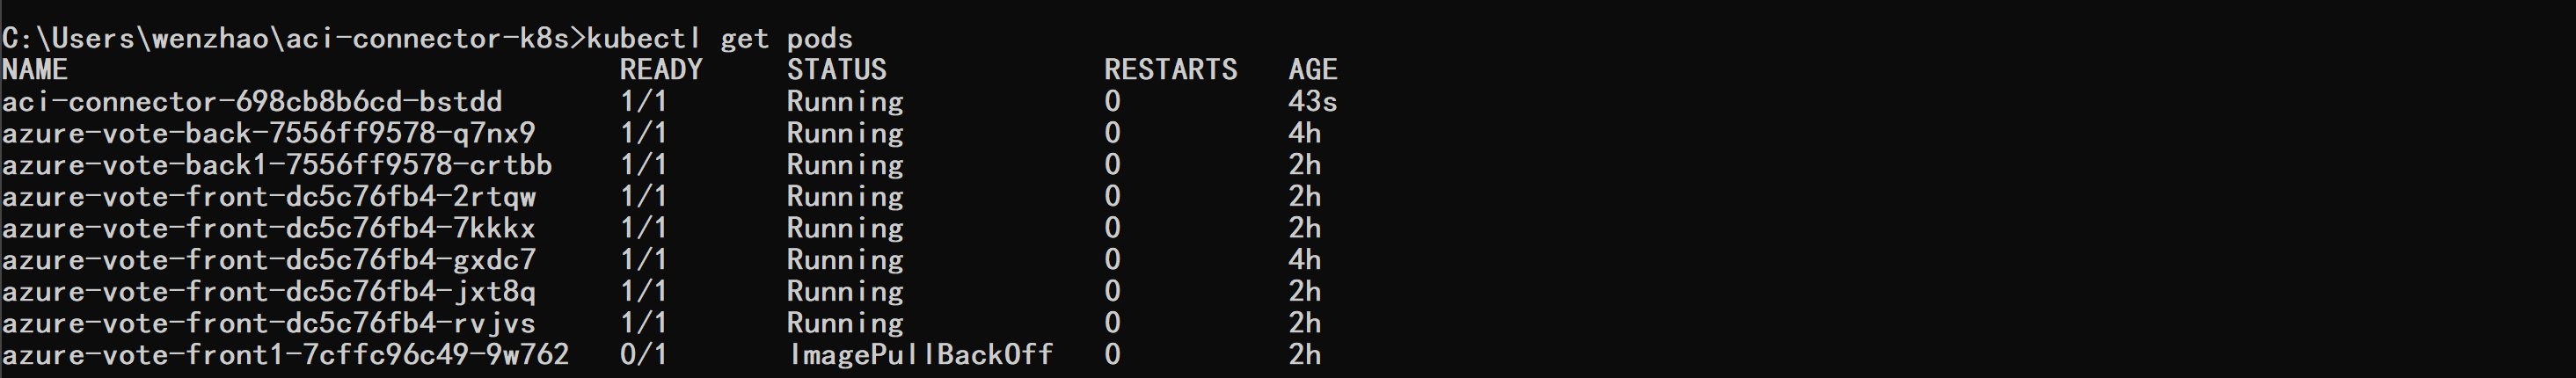 C:\Users\wenzhao\aci-connector-k8s>kubectl get pods
NAME                                 READY     STATUS             RESTARTS   AGE
aci-connector-698cb8b6cd-bstdd       1/1       Running            0          43s
azure-vote-back-7556ff9578-q7nx9     1/1       Running            0          4h
azure-vote-back1-7556ff9578-crtbb    1/1       Running            0          2h
azure-vote-front-dc5c76fb4-2rtqw     1/1       Running            0          2h
azure-vote-front-dc5c76fb4-7kkkx     1/1       Running            0          2h
azure-vote-front-dc5c76fb4-gxdc7     1/1       Running            0          4h
azure-vote-front-dc5c76fb4-jxt8q     1/1       Running            0          2h
azure-vote-front-dc5c76fb4-rvjvs     1/1       Running            0          2h
azure-vote-front1-7cffc96c49-9w762   0/1       ImagePullBackOff   0          2h